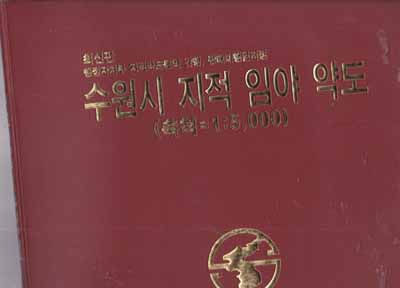 최신판
수원시 지적 임야 약도
(축척=1:5,000)